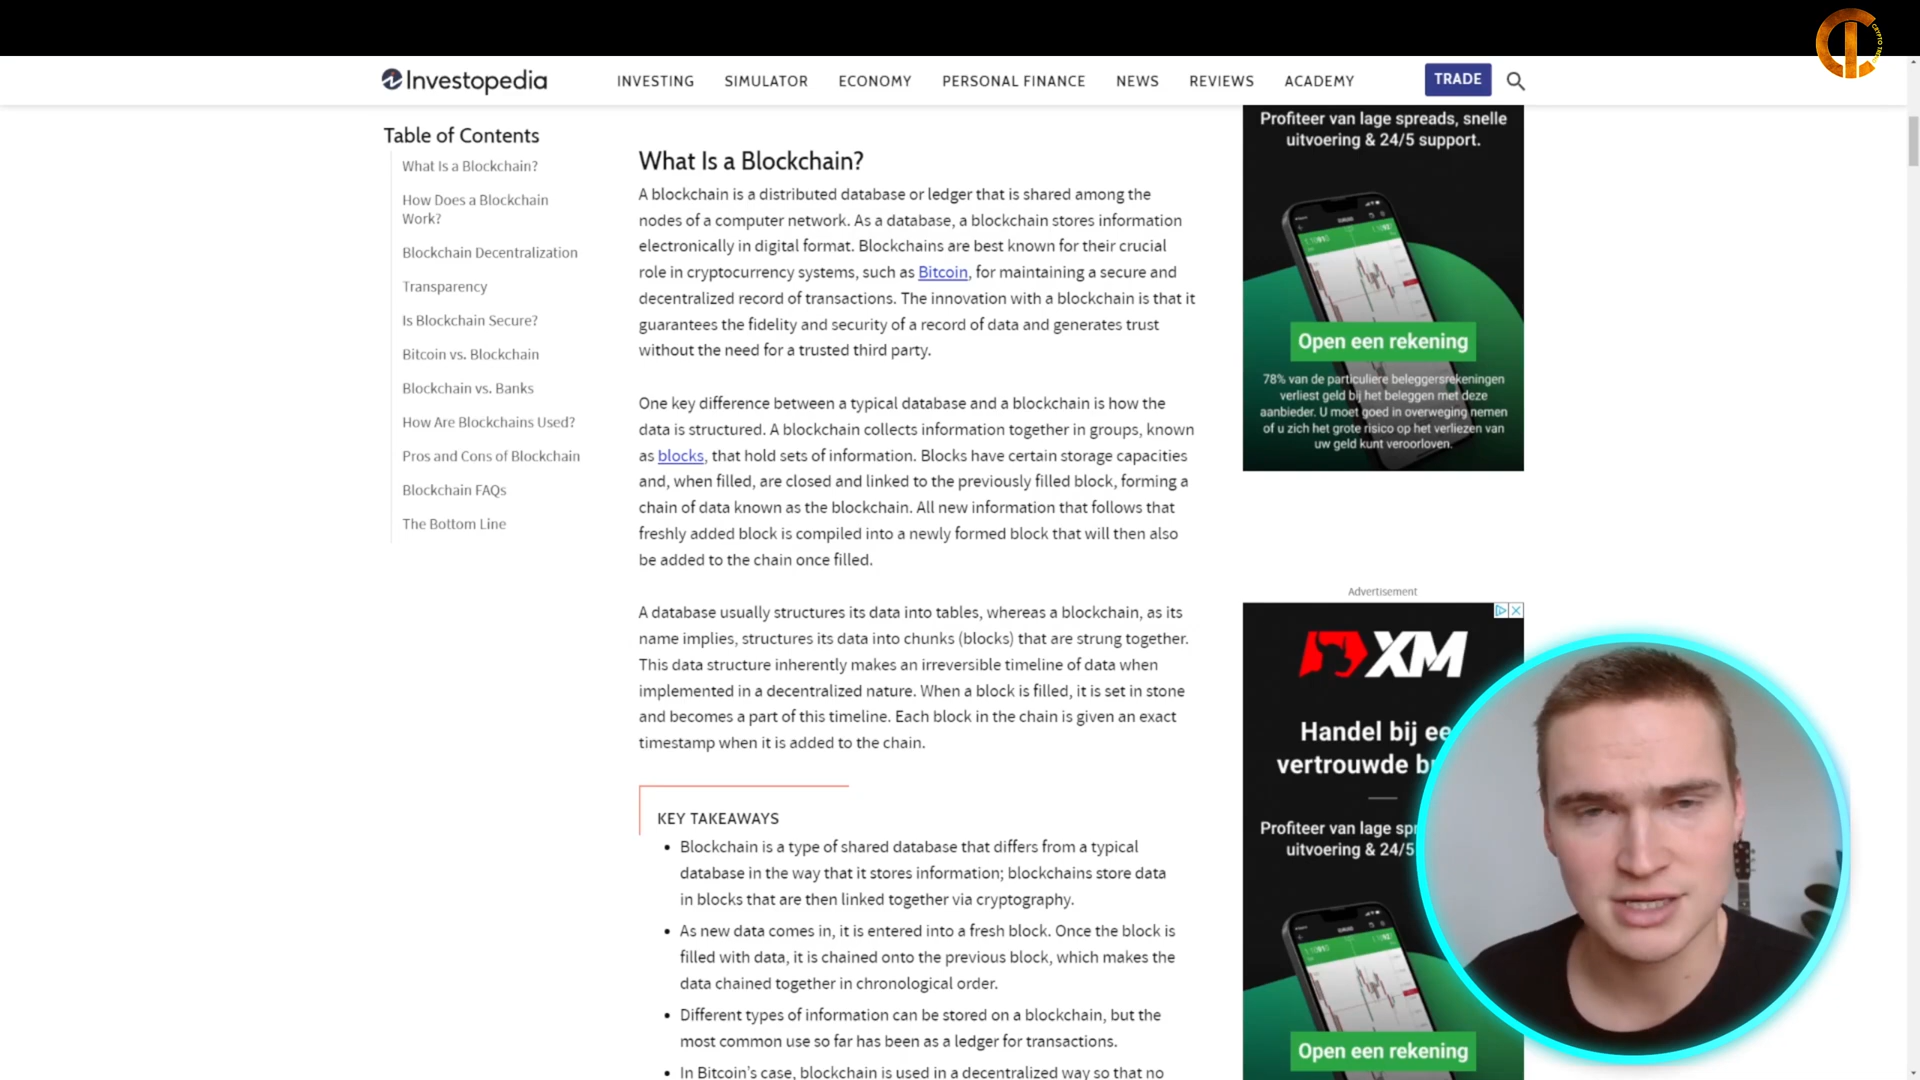 Investopedia
INVESTING SIMULATOR ECONOMY PERSONAL FINANCE NEWS REVIEWS ACADEMY
TRADE
Table of Contents
What Is a Blockchain?
How Does a Blockchain
Work?
Blockchain Decentralization
Transparency
Is Blockchain Secure?
Bitcoin vs. Blockchain
Blockchain vs. Banks
How Are Blockchains Used?
Pros and Cons of Blockchain
Blockchain FAQs
The Bottom Line
What Is a Blockchain?
A blockchain is a distributed database or ledger that is shared among the
nodes of a computer network. As a database, a blockchain stores information
electronically in digital format. Blockchains are best known for their crucial
role in cryptocurrency systems, such as Bitcoin, for maintaining a secure and
decentralized record of transactions. The innovation with a blockchain is that it
guarantees the fidelity and security of a record of data and generates trust
without the need for a trusted third party.
One key difference between a typical database and a blockchain is how the
data is structured. A blockchain collects information together in groups, known
as blocks, that hold sets of information. Blocks have certain storage capacities
and, when filled, are closed and linked to the previously filled block, forming a
chain of data known as the blockchain. All new information that follows that
freshly added block is compiled into a newly formed block that will then also
be added to the chain once filled.
A database usually structures its data into tables, whereas a blockchain, as its
name implies, structures its data into chunks (blocks) that are strung together.
This data structure inherently makes an irreversible timeline of data when
implemented in a decentralized nature. When a block is filled, it is set in stone
and becomes a part of this timeline. Each block in the chain is given an exact
timestamp when it is added to the chain.
KEY TAKEAWAYS
• Blockchain is a type of shared database that differs from a typical
database in the way that it stores information; blockchains store data
in blocks that are then linked together via cryptography.
• As new data comes in, it is entered into a fresh block. Once the block is
filled with data, it is chained onto the previous block, which makes the
data chained together in chronological order.
• Different types of information can be stored on a blockchain, but the
most common use so far has been as a ledger for transactions.
• In Bitcoin's case, blockchain is used in a decentralized way so that no
Profiteer van lage spreads, snelle
uitvoering & 24/5 support.
Open een rekening
78% van de particuliere beleggersrekeningen
verliest geld bij het beleggen met deze
aanbieder. U moet goed in overweging nemen
of u zich het grote risico op het verliezen van
uw geld kunt veroorloven.
Advertisement
XM
Handel bij ee
vertrouwde b
Profiteer van lage spr
uitvoering & 24/5
Open een rekening